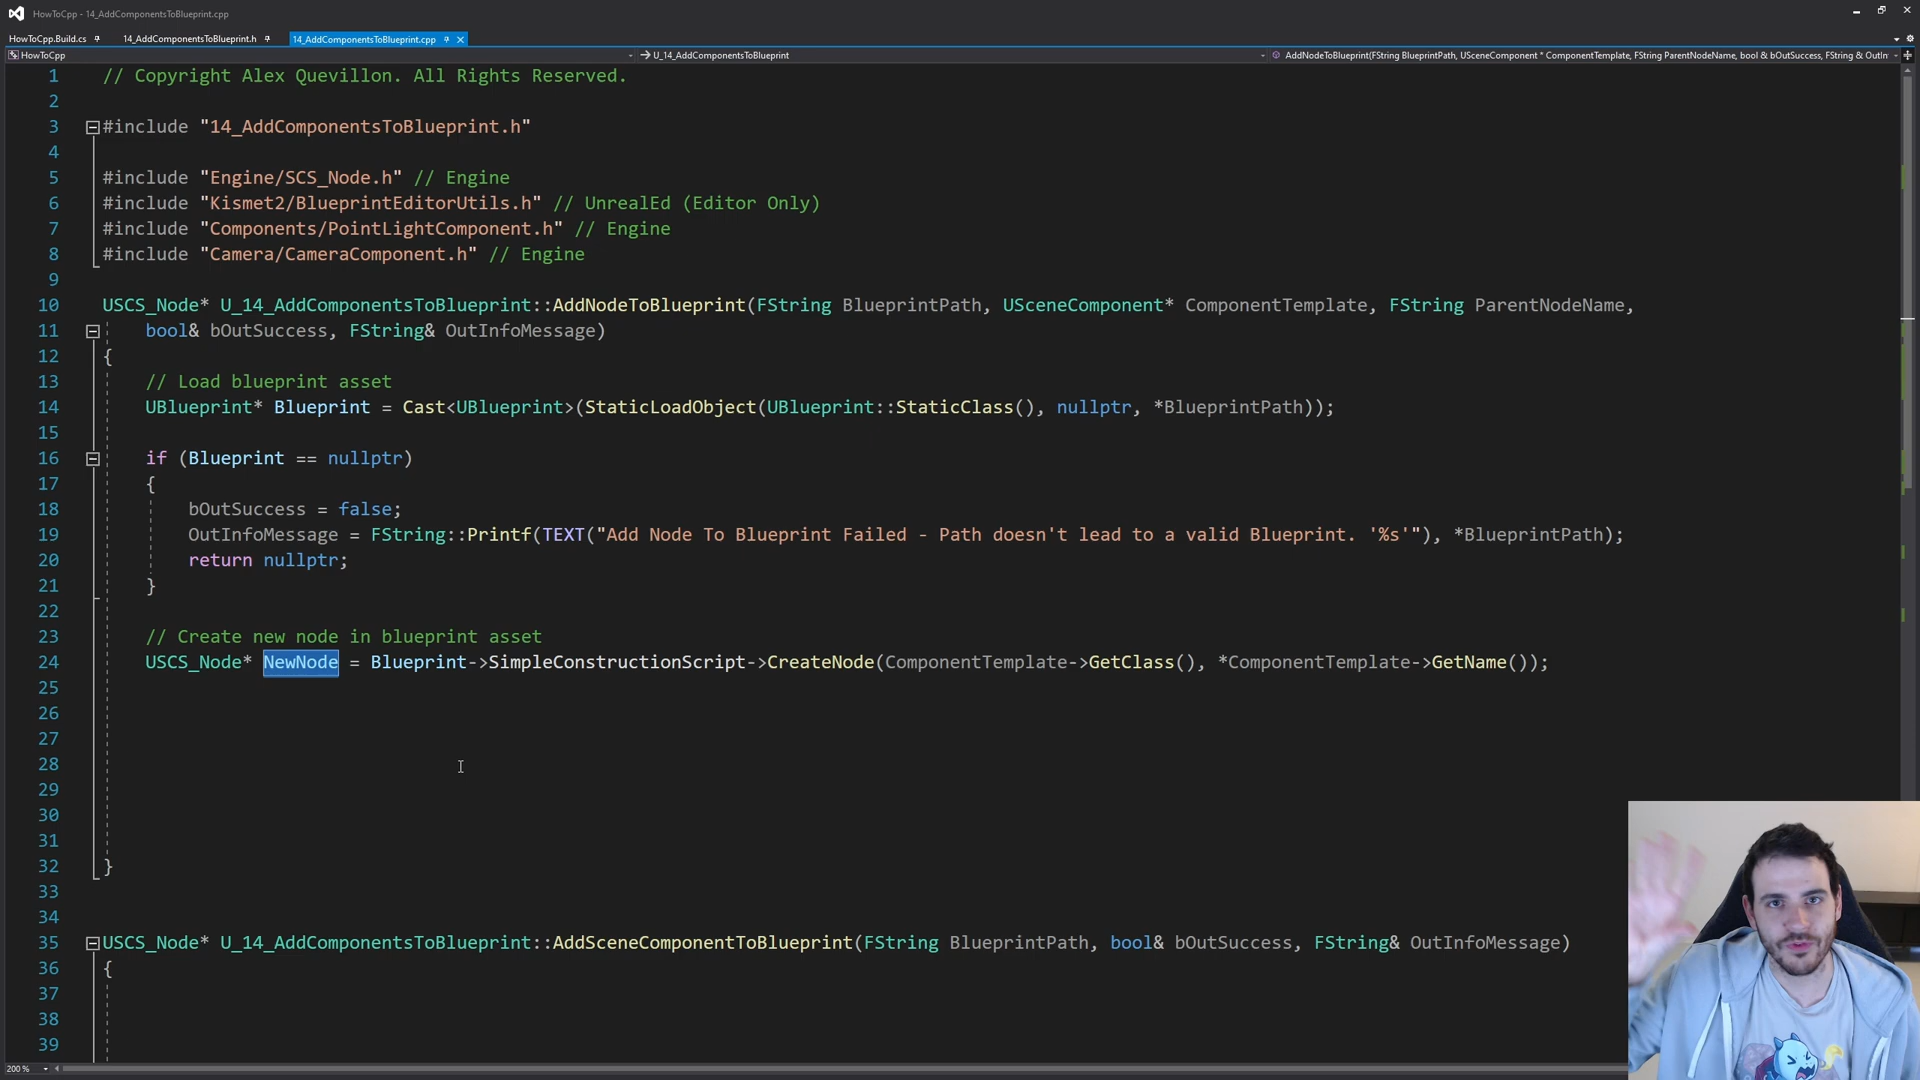 HowToCpp - 14_AddComponentsToBlueprint.cpp
HowToCpp.Build.cs
14_AddComponentsToBlueprint.h
14_AddComponentsToBlueprint.cpp
HowToCpp
U_14_AddComponentsToBlueprint
AddNodeToBlueprint(FString BlueprintPath, USceneComponent * ComponentTemplate, FString ParentNodeName, bool & bOutSuccess, FString & OutIn
1 // Copyright Alex Quevillon. All Rights Reserved.
2
3 #include "14_AddComponentsToBlueprint.h"
4
5 #include "Engine/SCS_Node.h" // Engine
6 #include "Kismet2/BlueprintEditorUtils.h" // UnrealEd (Editor Only)
7 #include "Components/PointLightComponent.h" // Engine
8 #include "Camera/CameraComponent.h" // Engine
9
10 USCS_Node* U_14_AddComponentsToBlueprint::AddNodeToBlueprint(FString BlueprintPath, USceneComponent* ComponentTemplate, FString ParentNodeName,
11 bool& bOutSuccess, FString& OutInfoMessage)
12 {
13 // Load blueprint asset
14 UBlueprint* Blueprint = Cast<UBlueprint>(StaticLoadObject(UBlueprint::StaticClass(), nullptr, *BlueprintPath));
15
16 if (Blueprint == nullptr)
17 {
18 bOutSuccess = false;
19 OutInfoMessage = FString::Printf(TEXT("Add Node To Blueprint Failed - Path doesn't lead to a valid Blueprint. '%s'"), *BlueprintPath);
20 return nullptr;
21 }
22
23 // Create new node in blueprint asset
24 USCS_Node* NewNode = Blueprint->SimpleConstructionScript->CreateNode(ComponentTemplate->GetClass(), *ComponentTemplate->GetName());
25
26
27
28
29
30
31
32 }
33
34
35 USCS_Node* U_14_AddComponentsToBlueprint::AddSceneComponentToBlueprint(FString BlueprintPath, bool& bOutSuccess, FString& OutInfoMessage)
36 {
37
38
39
200 %